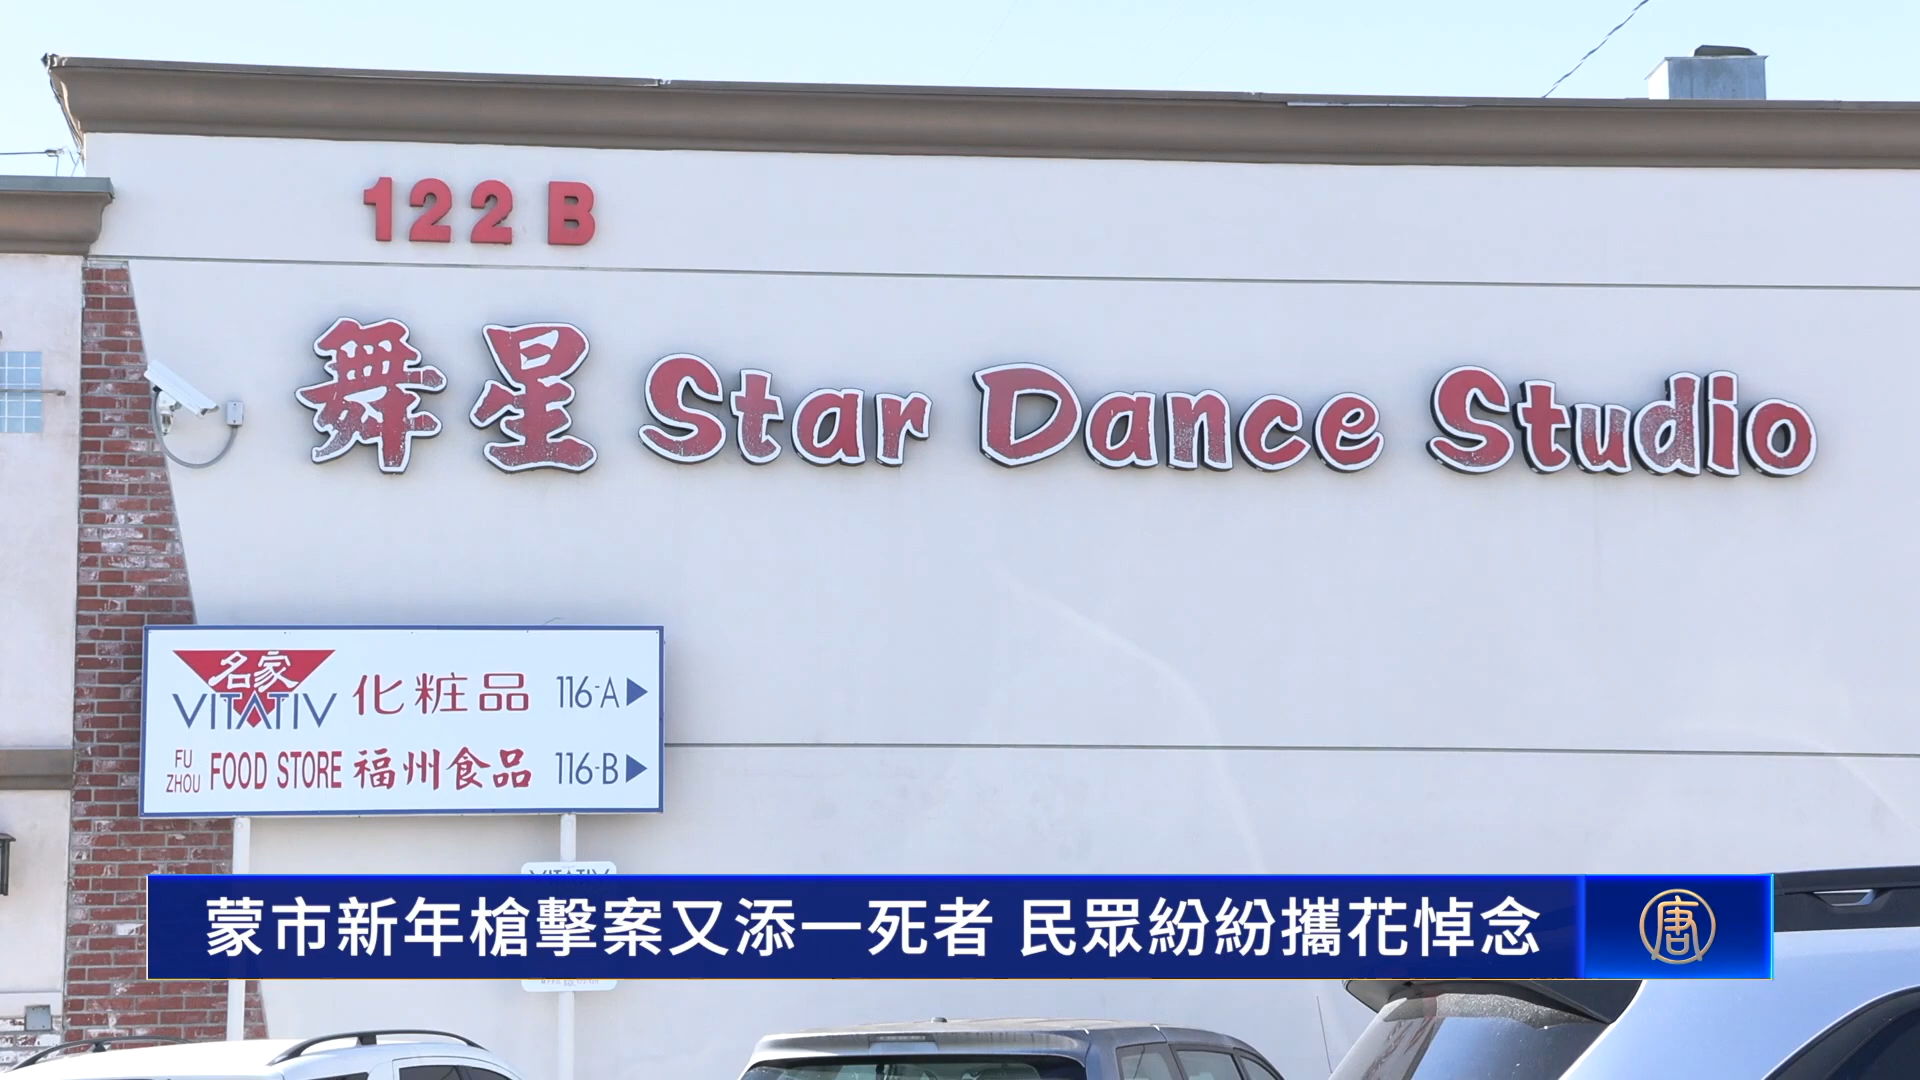 122 B
舞星 Star Dance Studio
名家
VITATIV 化粧品 116-A
FU ZHOU FOOD STORE 福州食品 116-B
VITATIV
蒙市新年槍擊案又添一死者 民眾紛紛攜花悼念
唐